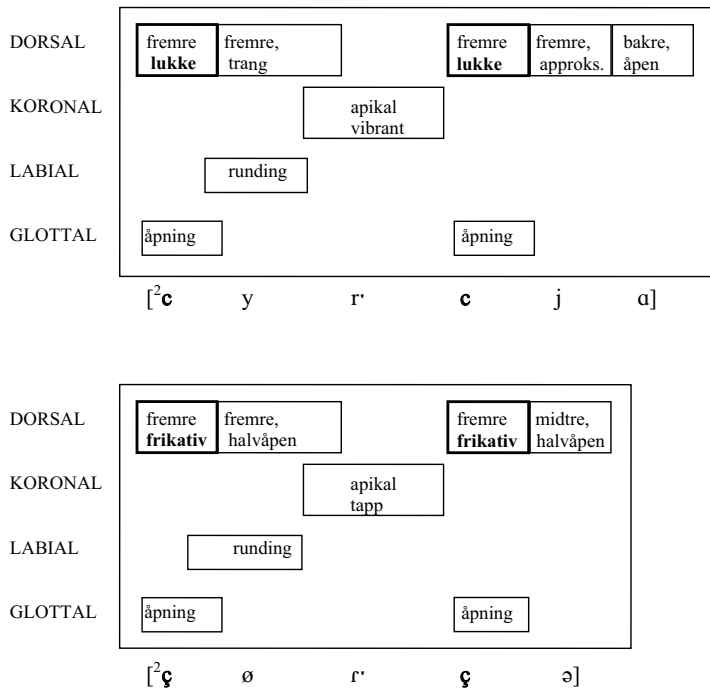 DORSAL fremre fremre, fremre fremre, bakre,
lukke trang lukke approks. åpen
KORONAL apikal
vibrant
LABIAL runding
GLOTTAL åpning åpning
[²c y rˑ c j ɑ]
DORSAL fremre fremre, fremre midtre,
frikativ halvåpen frikativ halvåpen
KORONAL apikal
tapp
LABIAL runding
GLOTTAL åpning åpning
[²ç ø ɾˑ ç ə]